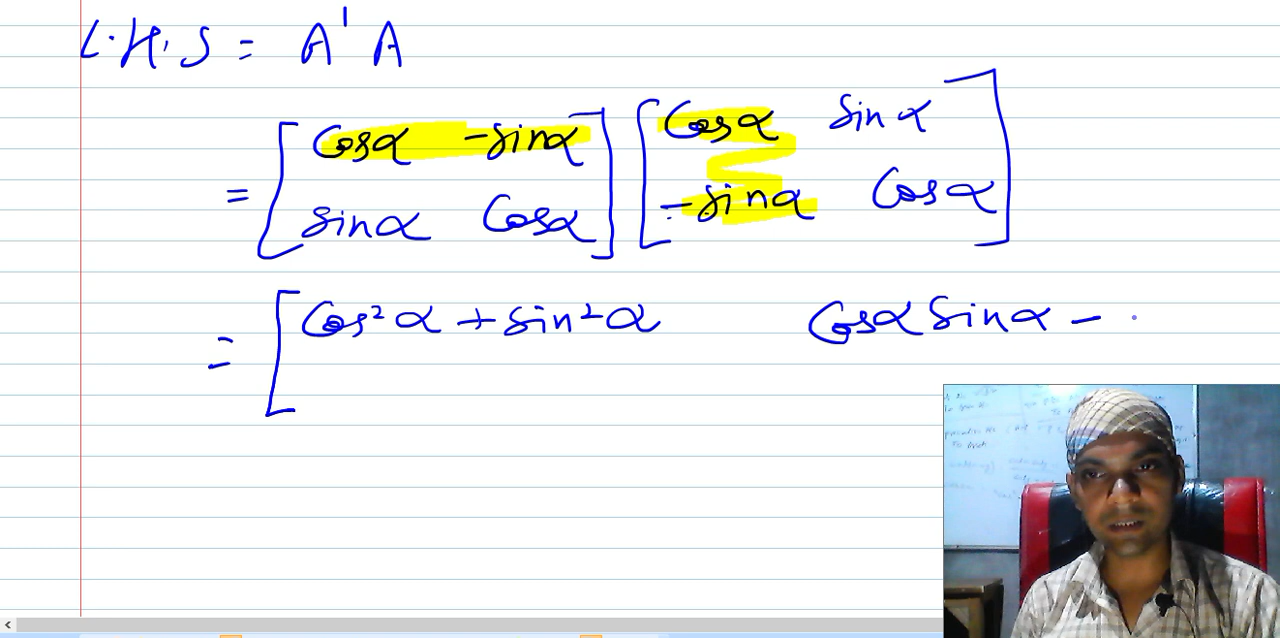 L.H.S = A' A
= [ Cosα -sinα ] [ Cosα sinα ]
[ sinα Cosα ] [ -sinα Cosα ]
= [ Cos²α + sin²α Cosα Sinα -